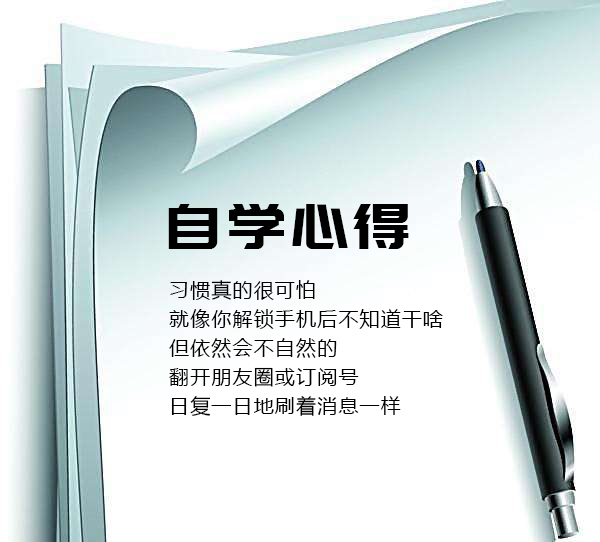 自学心得
习惯真的很可怕
就像你解锁手机后不知道干啥
但依然会不自然的
翻开朋友圈或订阅号
日复一日地刷着消息一样